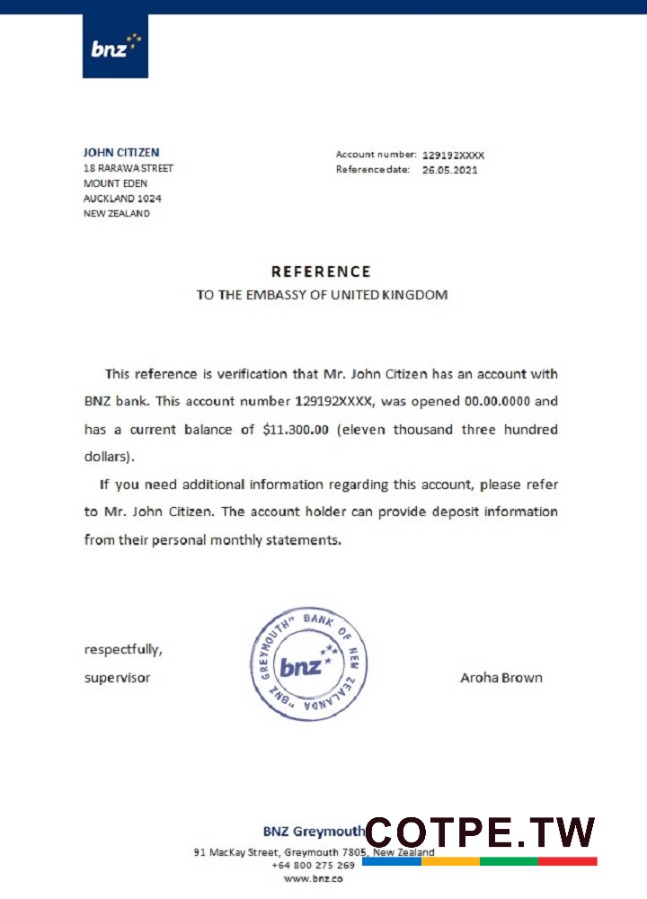 bnz
JOHN CITIZEN
18 RARAWA STREET
MOUNT EDEN
AUCKLAND 1024
NEW ZEALAND
Account number: 129192XXXX
Reference date: 26.05.2021
REFERENCE
TO THE EMBASSY OF UNITED KINGDOM
This reference is verification that Mr. John Citizen has an account with
BNZ bank. This account number 129192XXXX, was opened 00.00.0000 and
has a current balance of $11.300.00 (eleven thousand three hundred
dollars).
If you need additional information regarding this account, please refer
to Mr. John Citizen. The account holder can provide deposit information
from their personal monthly statements.
respectfully,
supervisor
"BNZ GREYMOUTH" BANK OF NEW ZEALANDA
bnz
Aroha Brown
BNZ Greymouth
COTPE.TW
91 MacKay Street, Greymouth 7805, New Zealand
+64 800 275 269
www.bnz.co